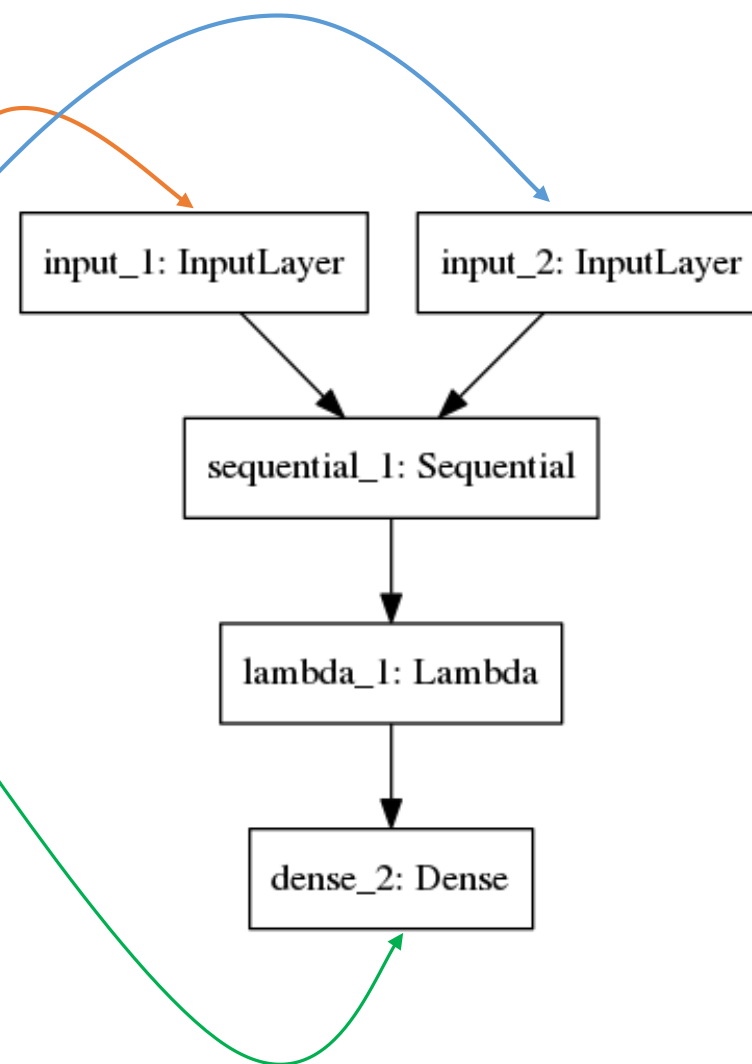 input_1: InputLayer
input_2: InputLayer
sequential_1: Sequential
lambda_1: Lambda
dense_2: Dense